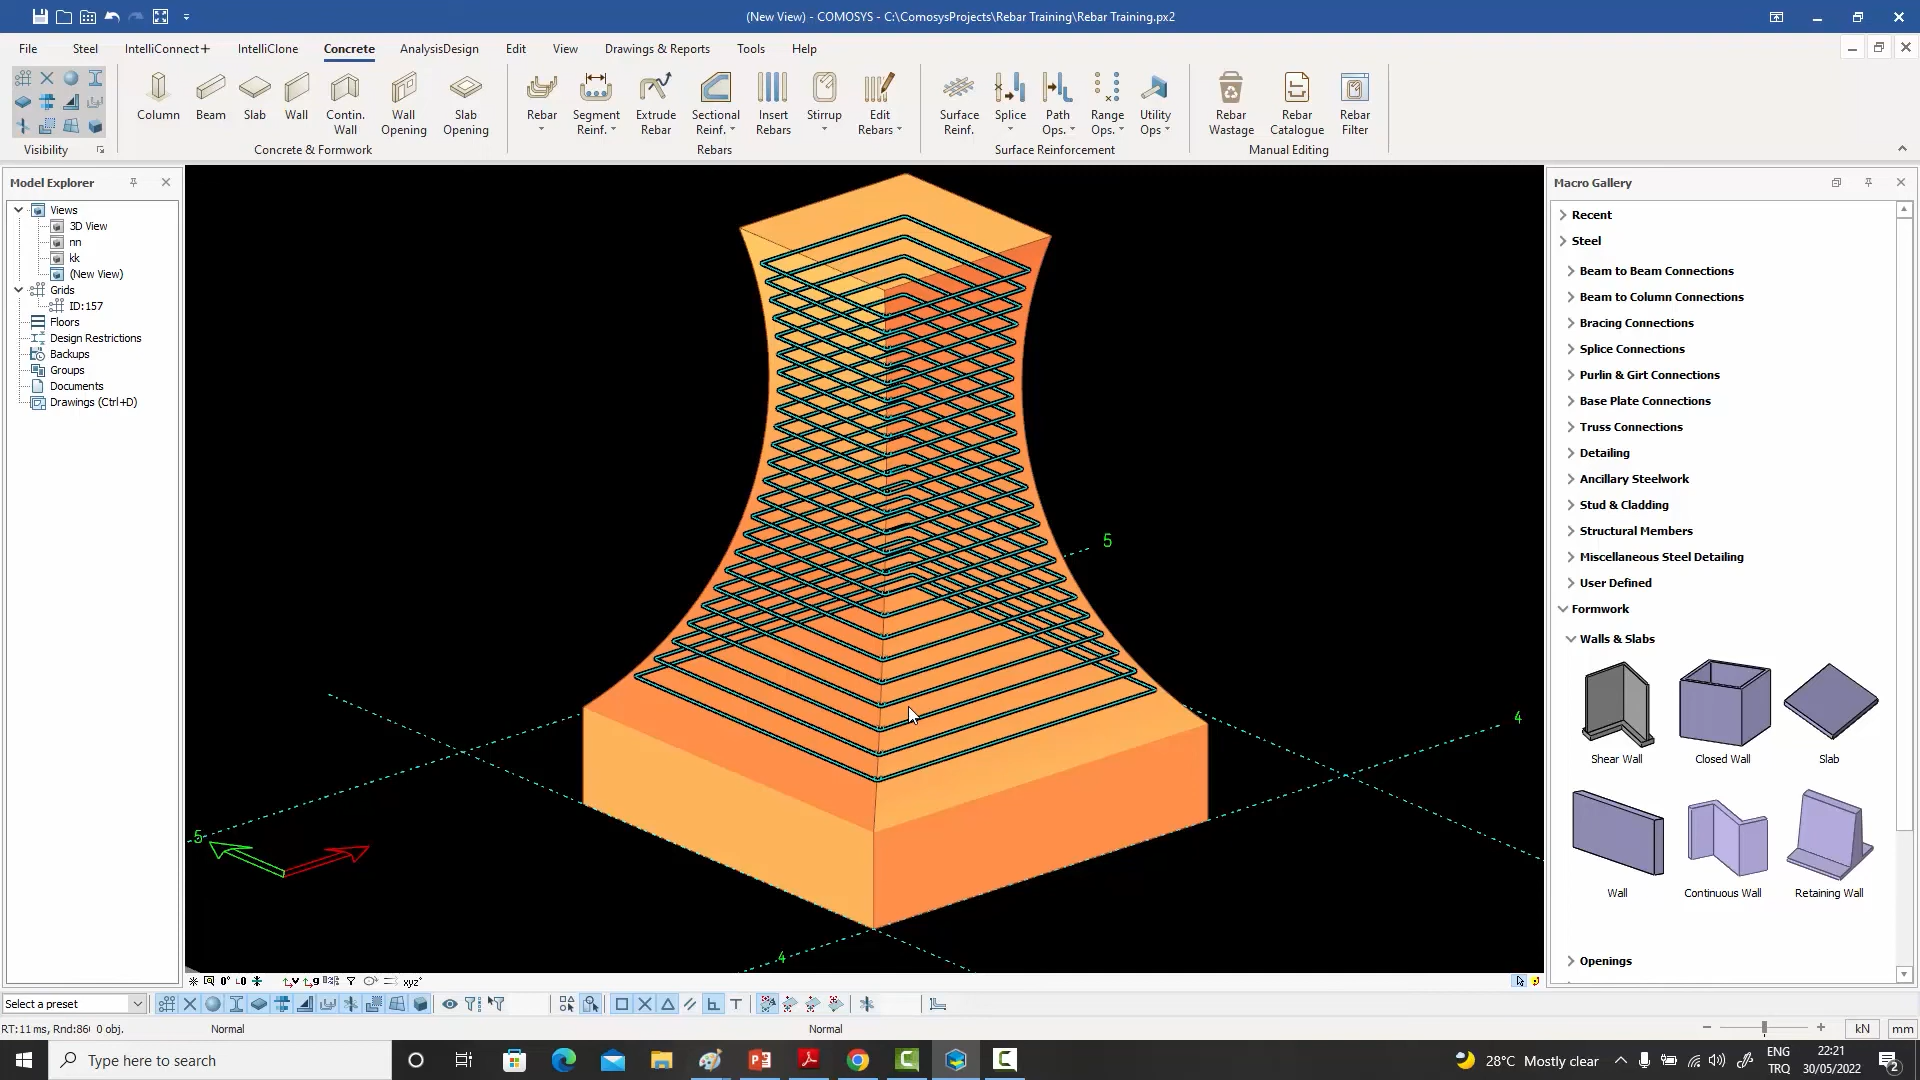 (New View) - COMOSYS - C:\ComosysProjects\Rebar Training\Rebar Training.px2
File Steel IntelliConnect+ IntelliClone Concrete AnalysisDesign Edit View Drawings & Reports Tools Help
Visibility
Column
Beam
Slab
Wall
Contin. Wall
Wall Opening
Slab Opening
Concrete & Formwork
Rebar
Segment Reinf.
Extrude Rebar
Sectional Reinf.
Insert Rebars
Stirrup
Edit Rebars
Rebars
Surface Reinf.
Splice
Path Ops.
Range Ops.
Utility Ops
Surface Reinforcement
Rebar Wastage
Rebar Catalogue
Rebar Filter
Manual Editing
Model Explorer
Views
3D View
nn
kk
(New View)
Grids
ID:157
Floors
Design Restrictions
Backups
Groups
Documents
Drawings (Ctrl+D)
5
4
5
4
Macro Gallery
Recent
Steel
Beam to Beam Connections
Beam to Column Connections
Bracing Connections
Splice Connections
Purlin & Girt Connections
Base Plate Connections
Truss Connections
Detailing
Ancillary Steelwork
Stud & Cladding
Structural Members
Miscellaneous Steel Detailing
User Defined
Formwork
Walls & Slabs
Shear Wall
Closed Wall
Slab
Wall
Continuous Wall
Retaining Wall
Openings
xyz
Select a preset
RT:11 ms, Rnd:86 0 obj.
Normal
Normal
kN
mm
Type here to search
28°C Mostly clear
ENG
TRQ
22:21
30/05/2022
2